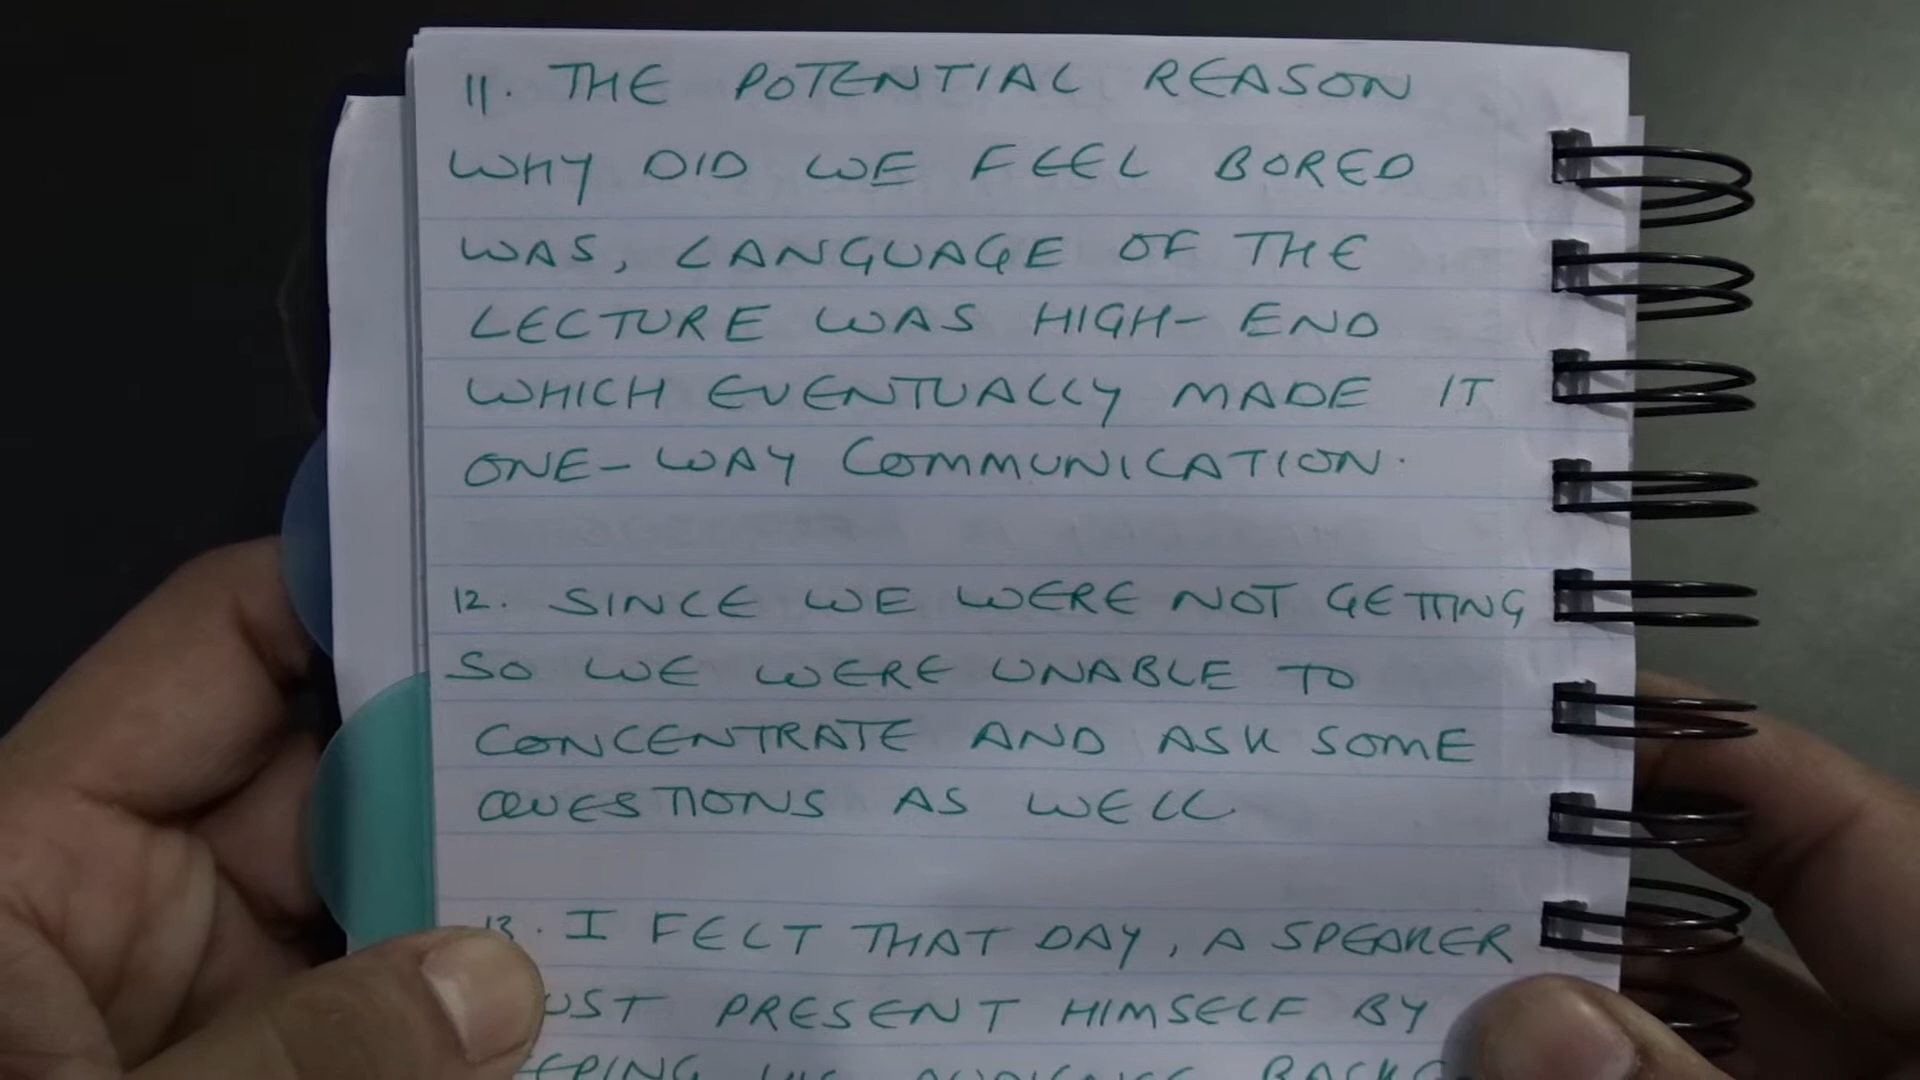 11. THE POTENTIAL REASON
WHY DID WE FEEL BORED
WAS, LANGUAGE OF THE
LECTURE WAS HIGH-END
WHICH EVENTUALLY MADE IT
ONE-WAY COMMUNICATION.
12. SINCE WE WERE NOT GETTING
SO WE WERE UNABLE TO
CONCENTRATE AND ASK SOME
QUESTIONS AS WELL
13. I FELT THAT DAY, A SPEAKER
PRESENT HIMSELF BY